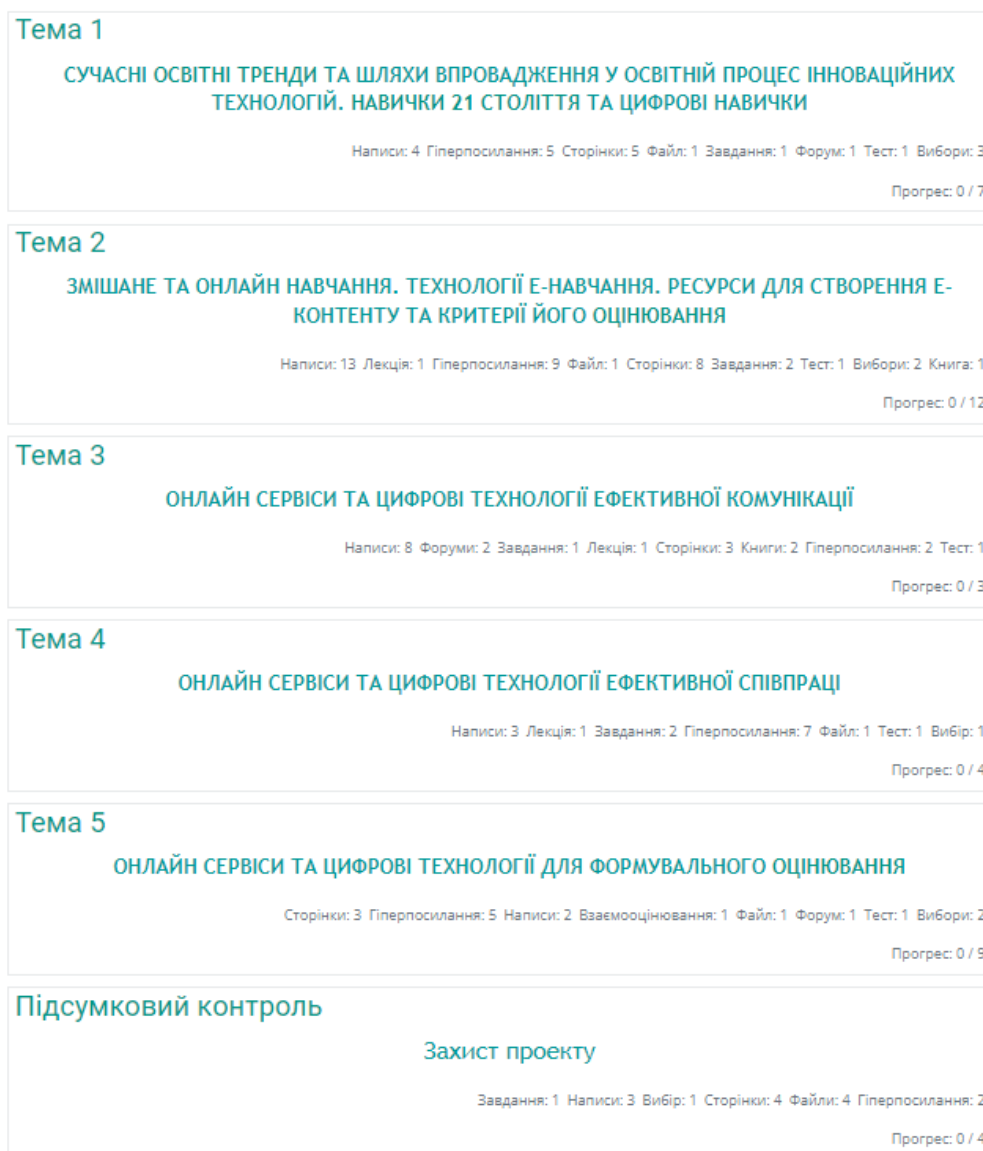 Тема 1
СУЧАСНІ ОСВІТНІ ТРЕНДИ ТА ШЛЯХИ ВПРОВАДЖЕННЯ У ОСВІТНІЙ ПРОЦЕС ІННОВАЦІЙНИХ
ТЕХНОЛОГІЙ. НАВИЧКИ 21 СТОЛІТТЯ ТА ЦИФРОВІ НАВИЧКИ
Написи: 4 Гіперпосилання: 5 Сторінки: 5 Файл: 1 Завдання: 1 Форум: 1 Тест: 1 Вибори: 3
Прогрес: 0 / 7
Тема 2
ЗМІШАНЕ ТА ОНЛАЙН НАВЧАННЯ. ТЕХНОЛОГІЇ Е-НАВЧАННЯ. РЕСУРСИ ДЛЯ СТВОРЕННЯ Е-
КОНТЕНТУ ТА КРИТЕРІЇ ЙОГО ОЦІНЮВАННЯ
Написи: 13 Лекція: 1 Гіперпосилання: 9 Файл: 1 Сторінки: 8 Завдання: 2 Тест: 1 Вибори: 2 Книга: 1
Прогрес: 0 / 12
Тема 3
ОНЛАЙН СЕРВІСИ ТА ЦИФРОВІ ТЕХНОЛОГІЇ ЕФЕКТИВНОЇ КОМУНІКАЦІЇ
Написи: 8 Форуми: 2 Завдання: 1 Лекція: 1 Сторінки: 3 Книги: 2 Гіперпосилання: 2 Тест: 1
Прогрес: 0 / 3
Тема 4
ОНЛАЙН СЕРВІСИ ТА ЦИФРОВІ ТЕХНОЛОГІЇ ЕФЕКТИВНОЇ СПІВПРАЦІ
Написи: 3 Лекція: 1 Завдання: 2 Гіперпосилання: 7 Файл: 1 Тест: 1 Вибір: 1
Прогрес: 0 / 4
Тема 5
ОНЛАЙН СЕРВІСИ ТА ЦИФРОВІ ТЕХНОЛОГІЇ ДЛЯ ФОРМУВАЛЬНОГО ОЦІНЮВАННЯ
Сторінки: 3 Гіперпосилання: 5 Написи: 2 Взаємооцінювання: 1 Файл: 1 Форум: 1 Тест: 1 Вибори: 2
Прогрес: 0 / 9
Підсумковий контроль
Захист проекту
Завдання: 1 Написи: 3 Вибір: 1 Сторінки: 4 Файли: 4 Гіперпосилання: 2
Прогрес: 0 / 4